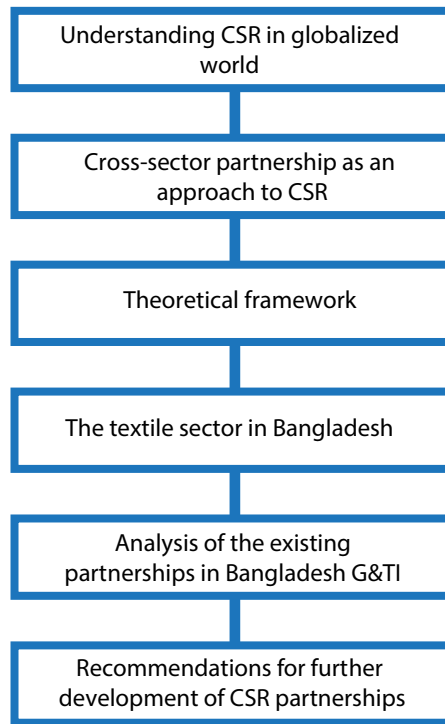 Understanding CSR in globalized
world
Cross-sector partnership as an
approach to CSR
Theoretical framework
The textile sector in Bangladesh
Analysis of the existing
partnerships in Bangladesh G&TI
Recommendations for further
development of CSR partnerships